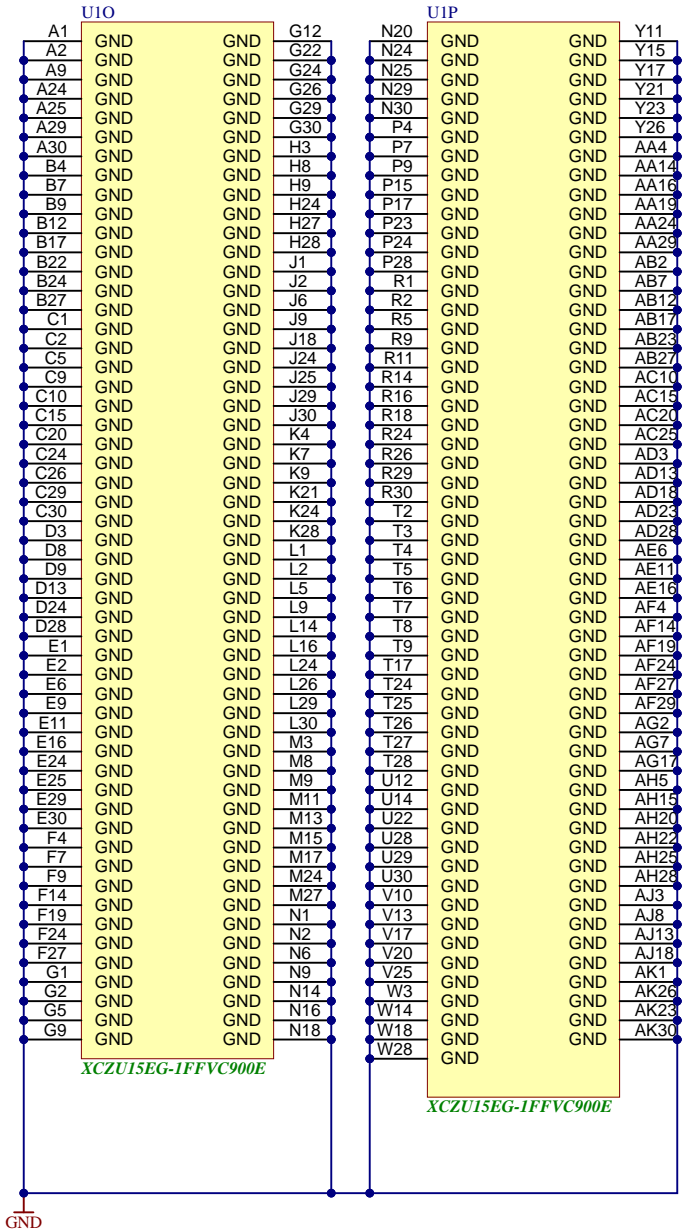 U1O
A1 GND GND G12
A2 GND GND G22
A9 GND GND G24
A24 GND GND G26
A25 GND GND G29
A29 GND GND G30
A30 GND GND H3
B4 GND GND H8
B7 GND GND H9
B9 GND GND H24
B12 GND GND H27
B17 GND GND H28
B22 GND GND J1
B24 GND GND J2
B27 GND GND J6
C1 GND GND J9
C2 GND GND J18
C5 GND GND J24
C9 GND GND J25
C10 GND GND J29
C15 GND GND J30
C20 GND GND K4
C24 GND GND K7
C26 GND GND K9
C29 GND GND K21
C30 GND GND K24
D3 GND GND K28
D8 GND GND L1
D9 GND GND L2
D13 GND GND L5
D24 GND GND L9
D28 GND GND L14
E1 GND GND L16
E2 GND GND L24
E6 GND GND L26
E9 GND GND L29
E11 GND GND L30
E16 GND GND M3
E24 GND GND M8
E25 GND GND M9
E29 GND GND M11
E30 GND GND M13
F4 GND GND M15
F7 GND GND M17
F9 GND GND M24
F14 GND GND M27
F19 GND GND N1
F24 GND GND N2
F27 GND GND N6
G1 GND GND N9
G2 GND GND N14
G5 GND GND N16
G9 GND GND N18
XCZU15EG-1FFVC900E
U1P
N20 GND GND Y11
N24 GND GND Y15
N25 GND GND Y17
N29 GND GND Y21
N30 GND GND Y23
P4 GND GND Y26
P7 GND GND AA4
P9 GND GND AA14
P15 GND GND AA16
P17 GND GND AA19
P23 GND GND AA24
P24 GND GND AA29
P28 GND GND AB2
R1 GND GND AB7
R2 GND GND AB12
R5 GND GND AB17
R9 GND GND AB23
R11 GND GND AB27
R14 GND GND AC10
R16 GND GND AC15
R18 GND GND AC20
R24 GND GND AC25
R26 GND GND AD3
R29 GND GND AD13
R30 GND GND AD18
T2 GND GND AD23
T3 GND GND AD28
T4 GND GND AE6
T5 GND GND AE11
T6 GND GND AE16
T7 GND GND AF4
T8 GND GND AF14
T9 GND GND AF19
T17 GND GND AF24
T24 GND GND AF27
T25 GND GND AF29
T26 GND GND AG2
T27 GND GND AG7
T28 GND GND AG17
U12 GND GND AH5
U14 GND GND AH15
U22 GND GND AH20
U28 GND GND AH22
U29 GND GND AH25
U30 GND GND AH28
V10 GND GND AJ3
V13 GND GND AJ8
V17 GND GND AJ13
V20 GND GND AJ18
V25 GND GND AK1
W3 GND GND AK26
W14 GND GND AK23
W18 GND GND AK30
W28 GND
XCZU15EG-1FFVC900E
GND